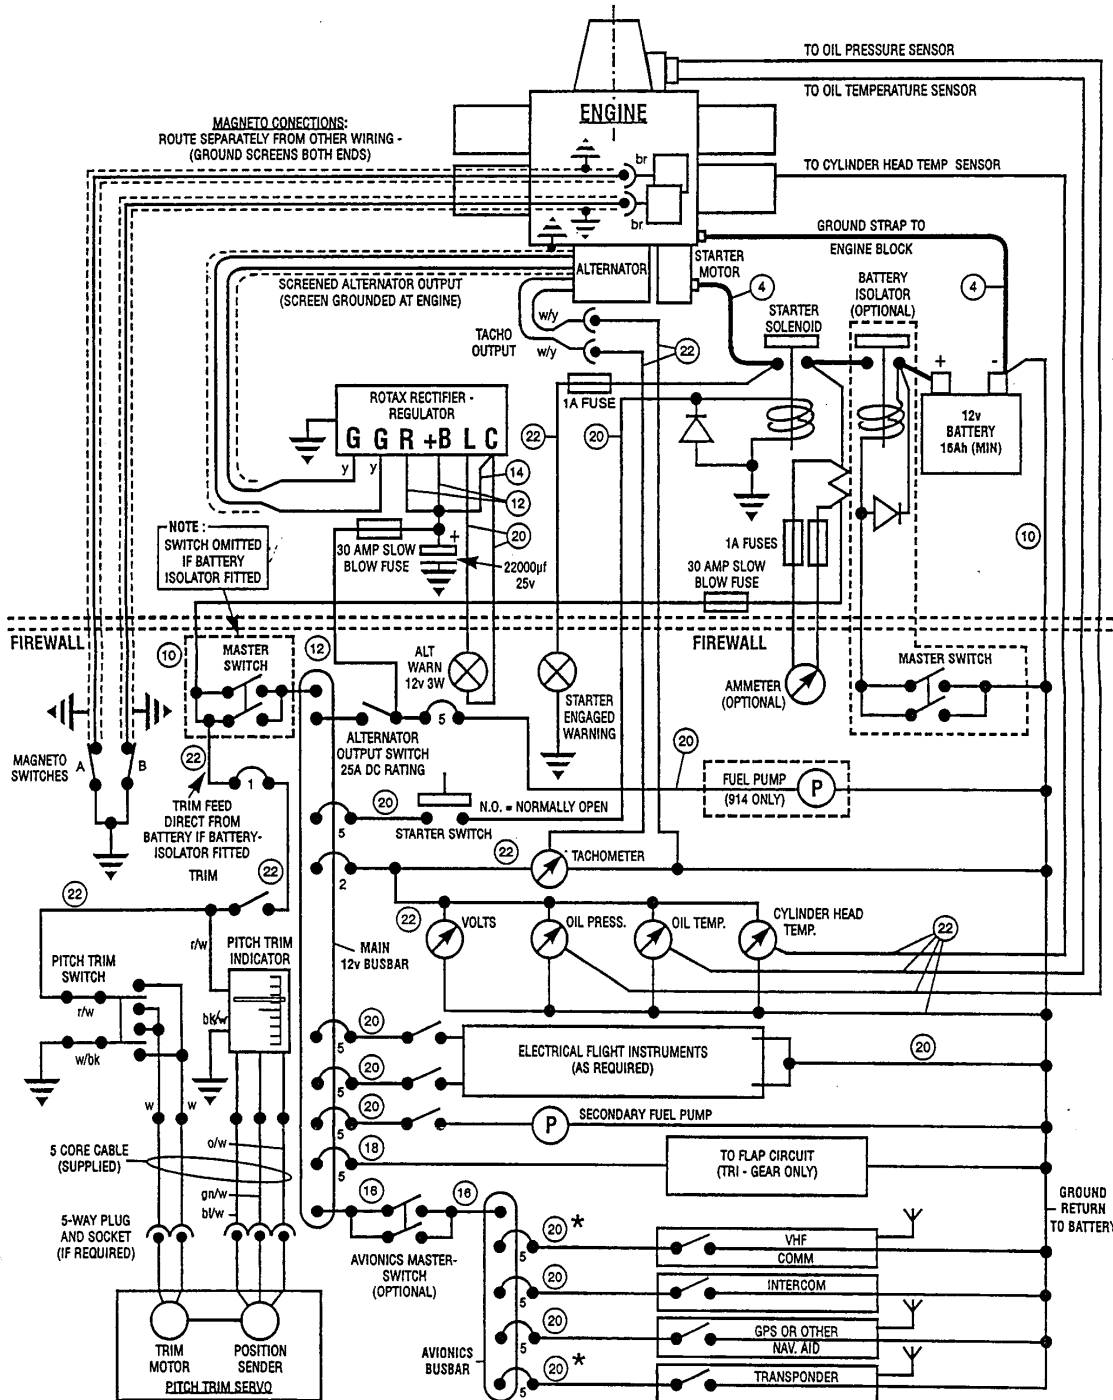 TO OIL PRESSURE SENSOR
TO OIL TEMPERATURE SENSOR
ENGINE
MAGNETO CONECTIONS:
ROUTE SEPARATELY FROM OTHER WIRING -
(GROUND SCREENS BOTH ENDS)
br
br
TO CYLINDER HEAD TEMP SENSOR
GROUND STRAP TO
ENGINE BLOCK
ALTERNATOR
STARTER
MOTOR
SCREENED ALTERNATOR OUTPUT
(SCREEN GROUNDED AT ENGINE)
4
4
BATTERY
ISOLATOR
(OPTIONAL)
STARTER
SOLENOID
w/y
w/y
TACHO
OUTPUT
22
+
-
12v
BATTERY
16Ah (MIN)
ROTAX RECTIFIER -
REGULATOR
G G R +B L C
y
y
1A FUSE
22
20
14
12
20
10
NOTE :
SWITCH OMITTED
IF BATTERY
ISOLATOR FITTED
30 AMP SLOW
BLOW FUSE
+
22000µf
25v
1A FUSES
30 AMP SLOW
BLOW FUSE
FIREWALL
FIREWALL
10
MASTER
SWITCH
12
ALT
WARN
12v 3W
STARTER
ENGAGED
WARNING
AMMETER
(OPTIONAL)
MASTER SWITCH
5
ALTERNATOR
OUTPUT SWITCH
25A DC RATING
MAGNETO
SWITCHES
A
B
22
1
TRIM FEED
DIRECT FROM
BATTERY IF BATTERY-
ISOLATOR FITTED
TRIM
20
FUEL PUMP
(914 ONLY)
P
20
N.O. = NORMALLY OPEN
5
STARTER SWITCH
22
TACHOMETER
2
22
22
22
VOLTS
OIL PRESS.
OIL TEMP.
CYLINDER HEAD
TEMP.
22
r/w
PITCH TRIM
INDICATOR
MAIN
12v BUSBAR
PITCH TRIM
SWITCH
r/w
bk/w
w/bk
20
5
ELECTRICAL FLIGHT INSTRUMENTS
(AS REQUIRED)
20
20
5
20
5
P
SECONDARY FUEL PUMP
w
w
5 CORE CABLE
(SUPPLIED)
o/w
gn/w
bl/w
18
5
TO FLAP CIRCUIT
(TRI - GEAR ONLY)
GROUND
RETURN
TO BATTERY
16
16
5-WAY PLUG
AND SOCKET
(IF REQUIRED)
AVIONICS MASTER-
SWITCH
(OPTIONAL)
20 *
5
VHF
COMM
20
5
INTERCOM
20
5
GPS OR OTHER
NAV. AID
AVIONICS
BUSBAR
20 *
5
TRANSPONDER
TRIM
MOTOR
POSITION
SENDER
PITCH TRIM SERVO